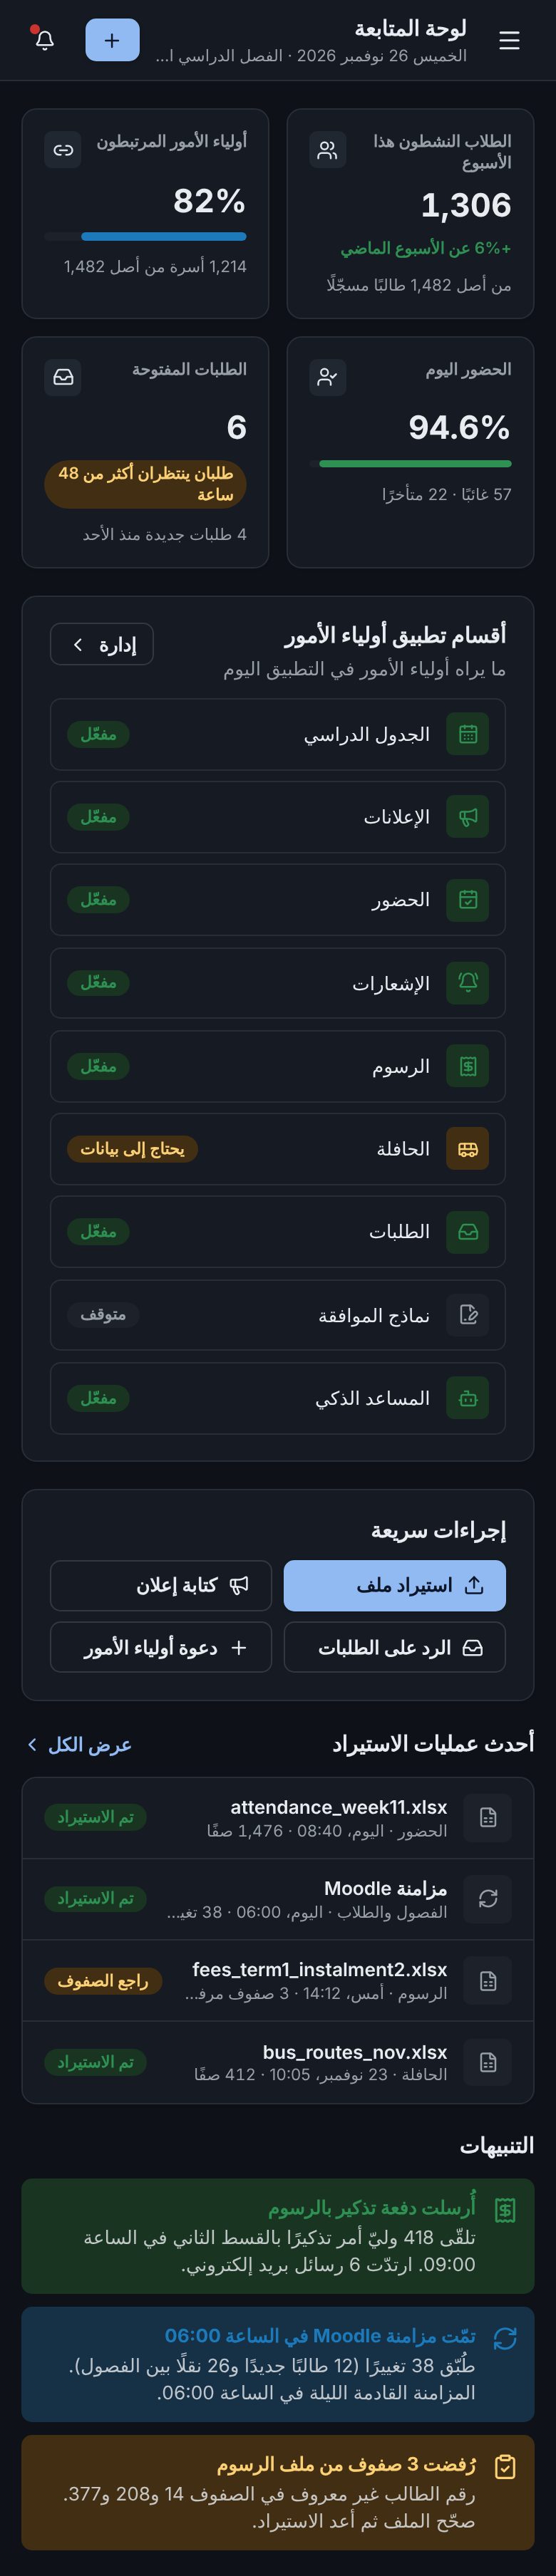 لوحة المتابعة
الخميس 26 نوفمبر 2026 · الفصل الدراسي ا...
الطلاب النشطون هذا
الأسبوع
1,306
+6% عن الأسبوع الماضي
من أصل 1,482 طالبًا مسجّلًا
أولياء الأمور المرتبطون
82%
1,214 أسرة من أصل 1,482
الحضور اليوم
94.6%
57 غائبًا · 22 متأخرًا
الطلبات المفتوحة
6
طلبان ينتظران أكثر من 48
ساعة
4 طلبات جديدة منذ الأحد
أقسام تطبيق أولياء الأمور
ما يراه أولياء الأمور في التطبيق اليوم
إدارة
الجدول الدراسي
مفعّل
الإعلانات
مفعّل
الحضور
مفعّل
الإشعارات
مفعّل
الرسوم
مفعّل
الحافلة
يحتاج إلى بيانات
الطلبات
مفعّل
نماذج الموافقة
متوقف
المساعد الذكي
مفعّل
إجراءات سريعة
استيراد ملف
كتابة إعلان
الرد على الطلبات
دعوة أولياء الأمور
أحدث عمليات الاستيراد
عرض الكل
attendance_week11.xlsx
الحضور · اليوم، 08:40 · 1,476 صفًا
تم الاستيراد
مزامنة Moodle
الفصول والطلاب · اليوم، 06:00 · 38 تغيـ...
تم الاستيراد
fees_term1_instalment2.xlsx
الرسوم · أمس، 14:12 · 3 صفوف مرفـ...
راجع الصفوف
bus_routes_nov.xlsx
الحافلة · 23 نوفمبر، 10:05 · 412 صفًا
تم الاستيراد
التنبيهات
أُرسلت دفعة تذكير بالرسوم
تلقّى 418 وليّ أمر تذكيرًا بالقسط الثاني في الساعة
09:00. ارتدّت 6 رسائل بريد إلكتروني.
تمّت مزامنة Moodle في الساعة 06:00
طُبّق 38 تغييرًا (12 طالبًا جديدًا و26 نقلًا بين الفصول).
المزامنة القادمة الليلة في الساعة 06:00.
رُفضت 3 صفوف من ملف الرسوم
رقم الطالب غير معروف في الصفوف 14 و208 و377.
صحّح الملف ثم أعد الاستيراد.